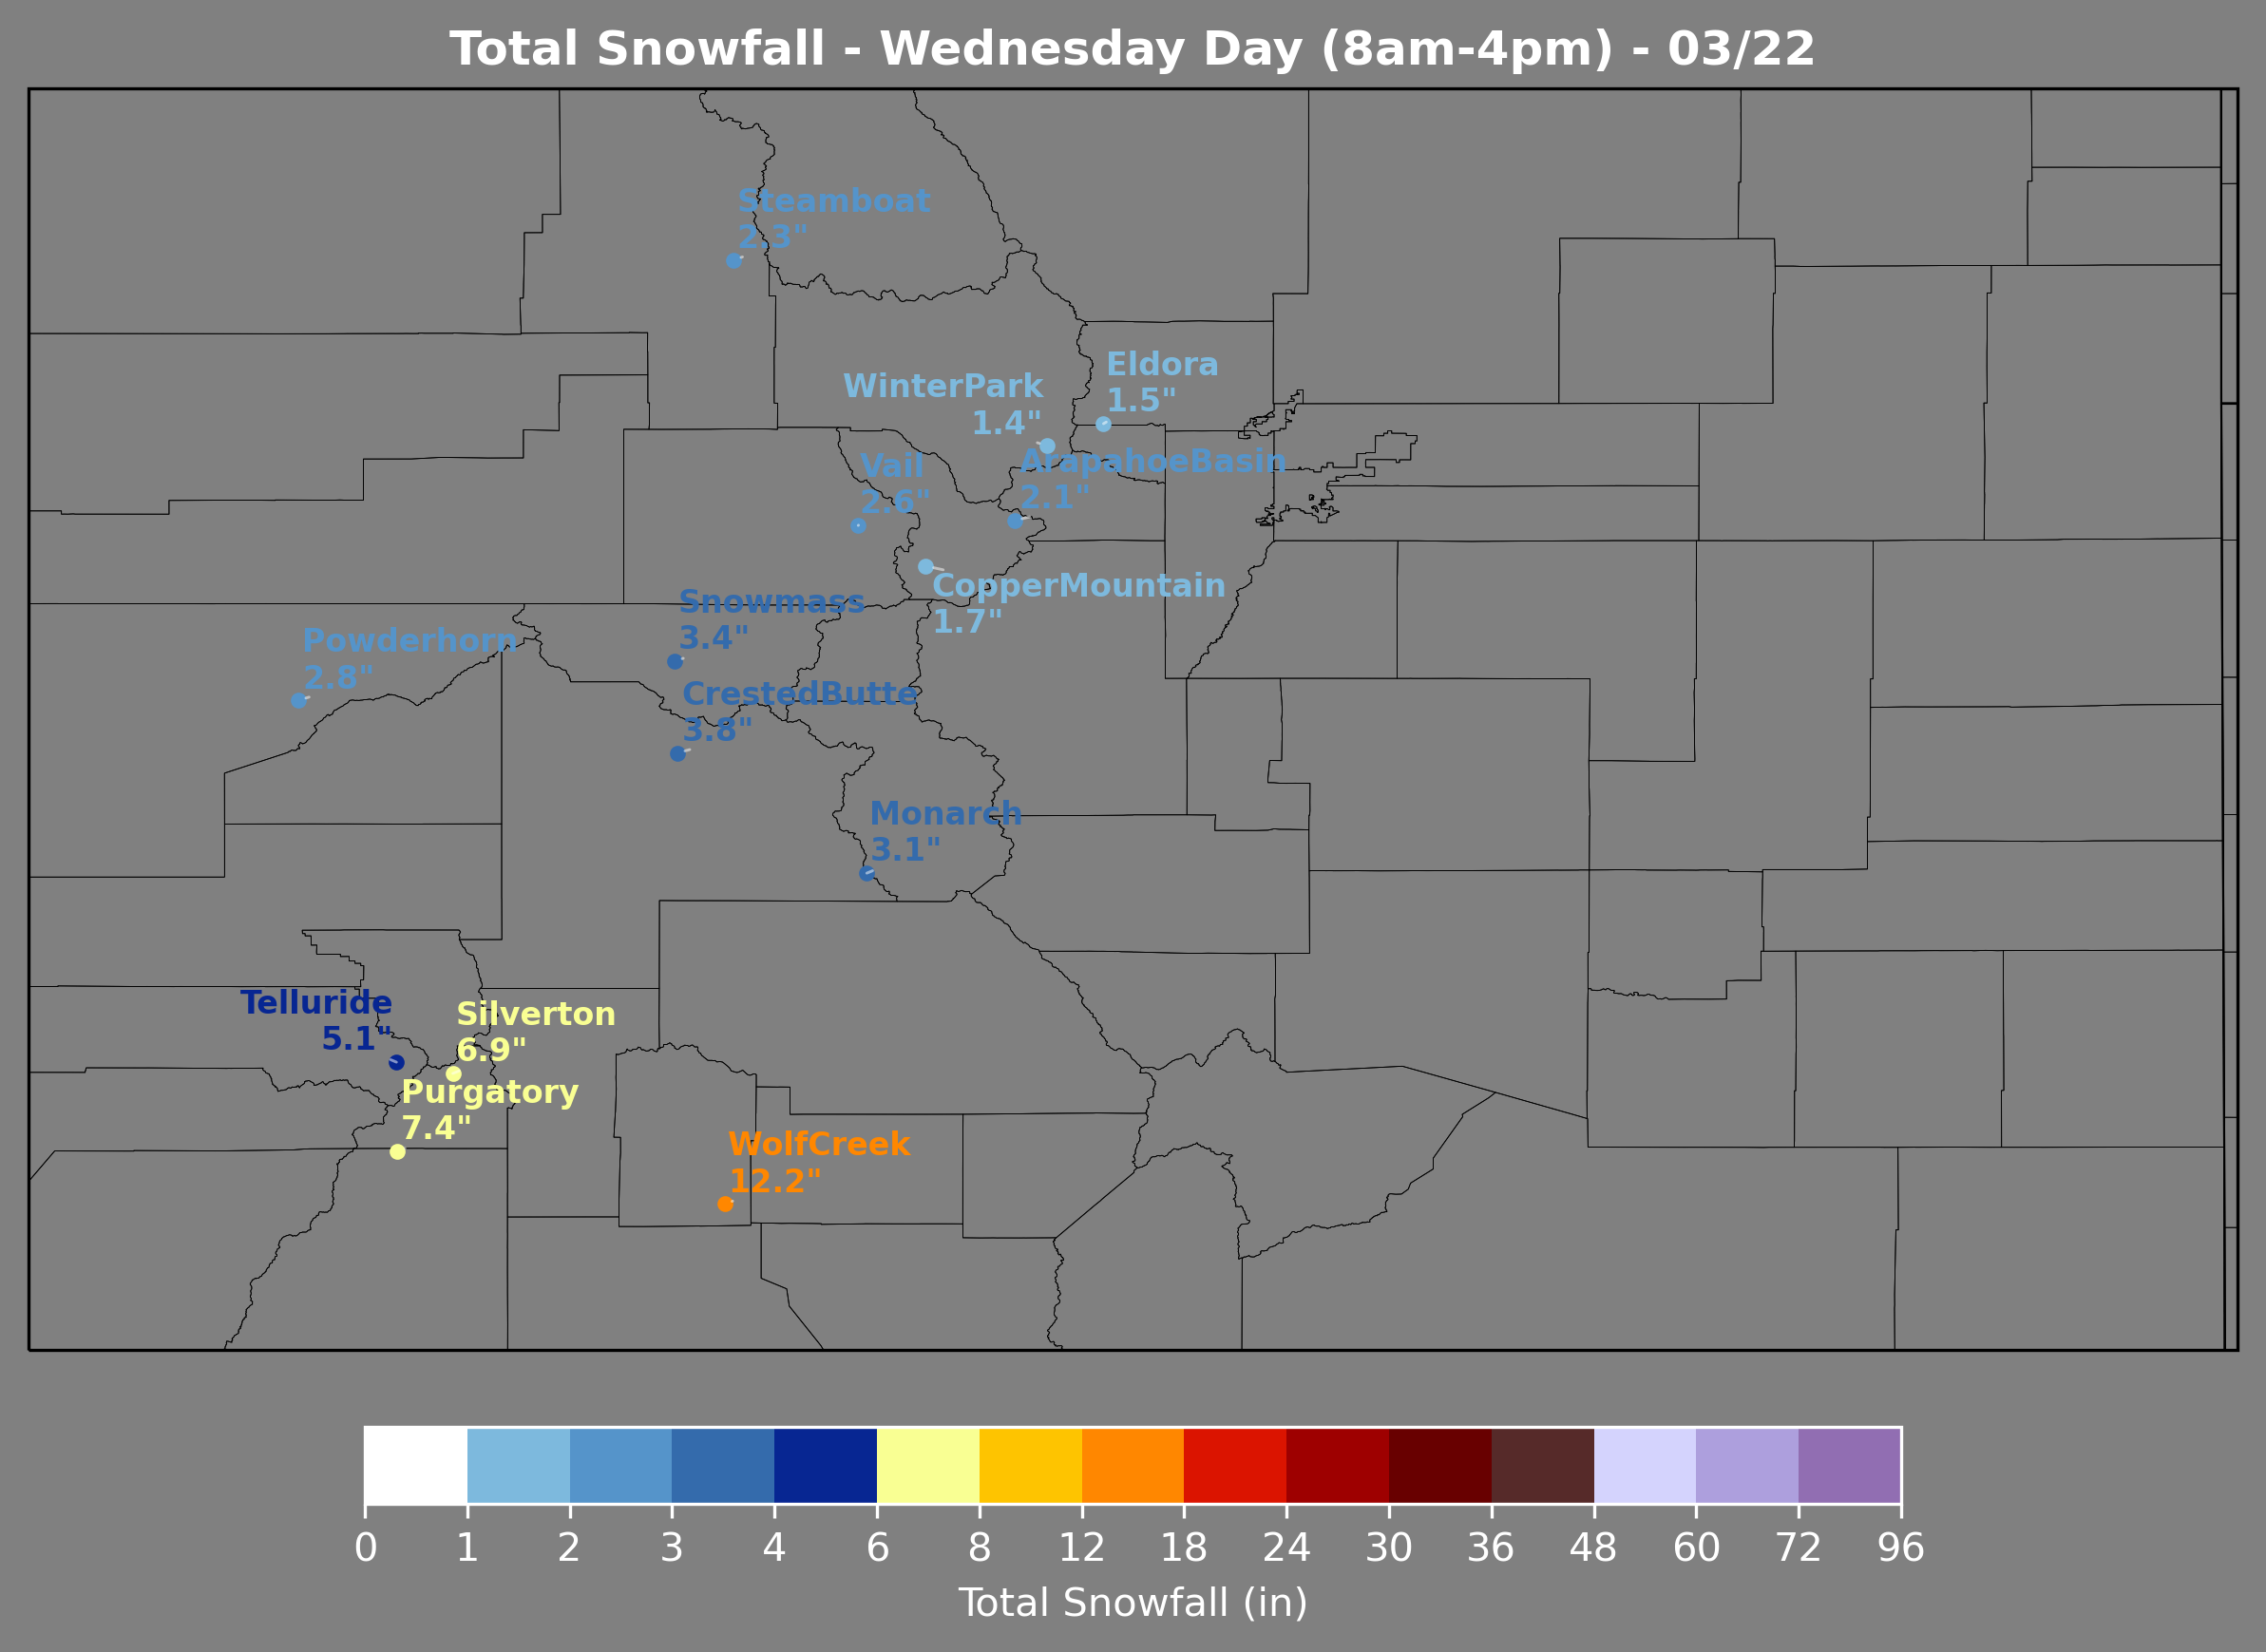 Total Snowfall - Wednesday Day (8am-4pm) - 03/22
Steamboat
2.3"
Eldora
1.5"
WinterPark
1.4"
Vail
2.6"
ArapahoeBasin
2.1"
CopperMountain
1.7"
Snowmass
3.4"
Powderhorn
2.8"
CrestedButte
3.8"
Monarch
3.1"
Telluride
5.1"
Silverton
6.9"
Purgatory
7.4"
WolfCreek
12.2"
0 1 2 3 4 6 8 12 18 24 30 36 48 60 72 96
Total Snowfall (in)